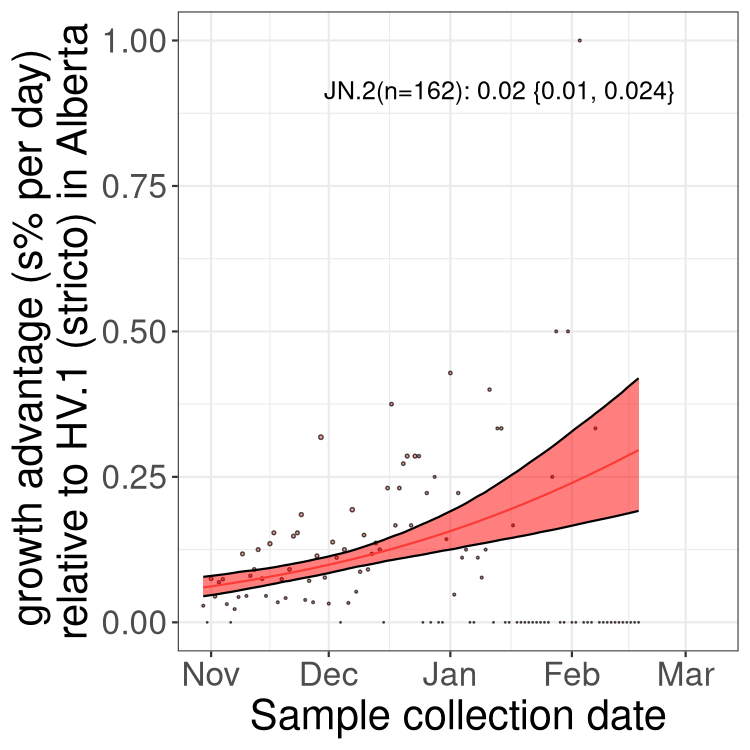 growth advantage (s% per day)
relative to HV.1 (stricto) in Alberta
1.00
JN.2(n=162): 0.02 {0.01, 0.024}
0.75
0.50
0.25
0.00
Nov Dec Jan Feb Mar
Sample collection date